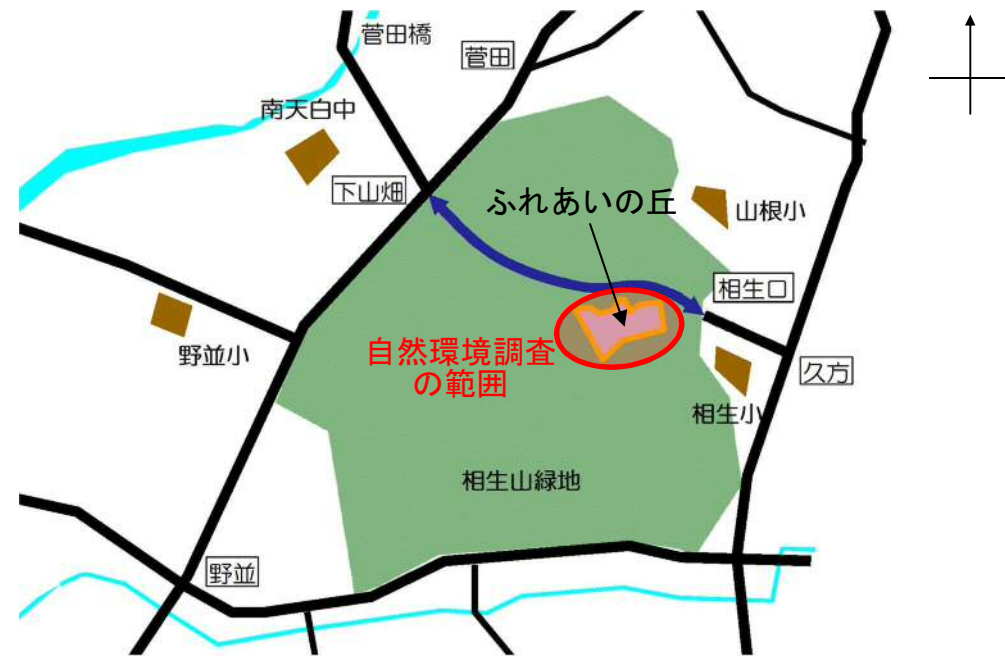 菅田橋
菅田
南天白中
下山畑
ふれあいの丘
山根小
相生口
野並小
自然環境調査
の範囲
久方
相生小
相生山緑地
野並